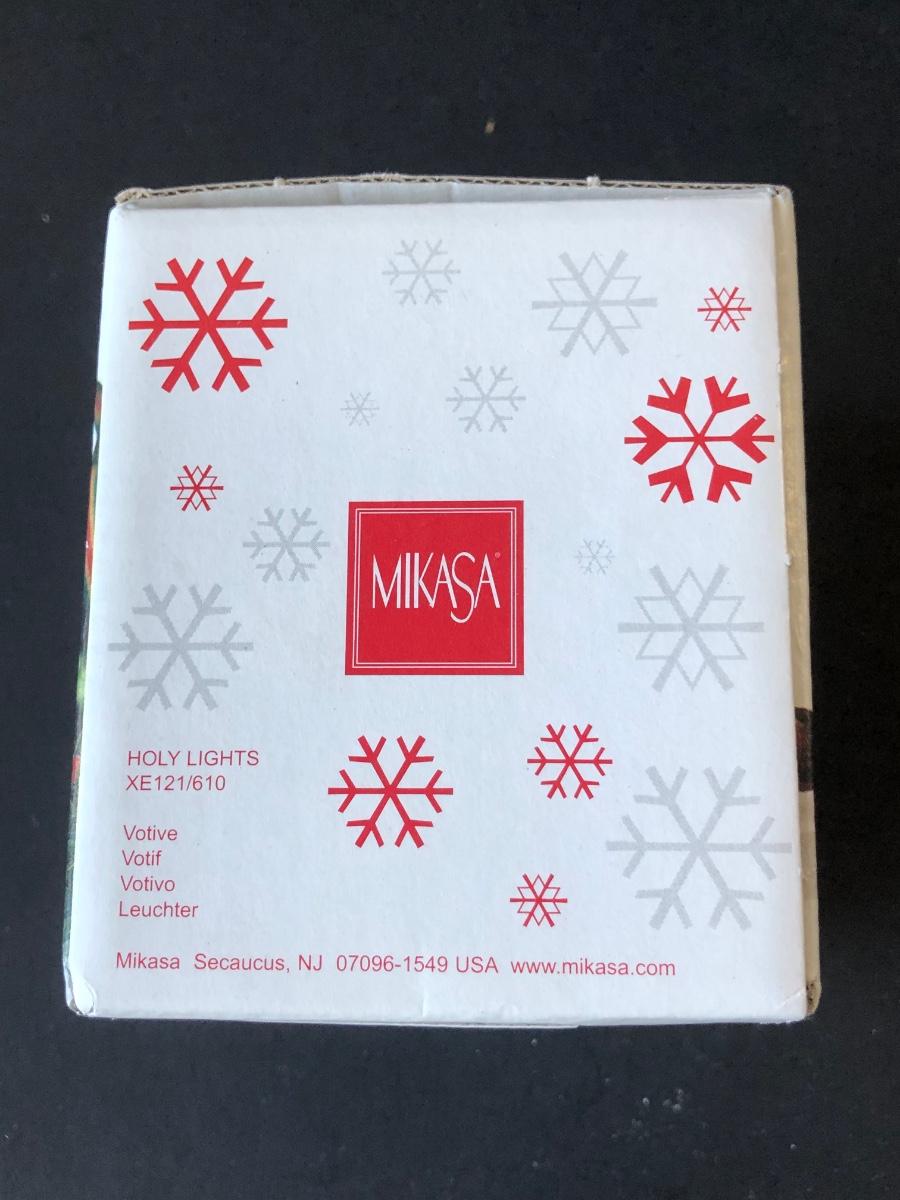 MIKASA
HOLY LIGHTS
XE121/610
Votive
Votif
Votivo
Leuchter
Mikasa Secaucus, NJ 07096-1549 USA www.mikasa.com